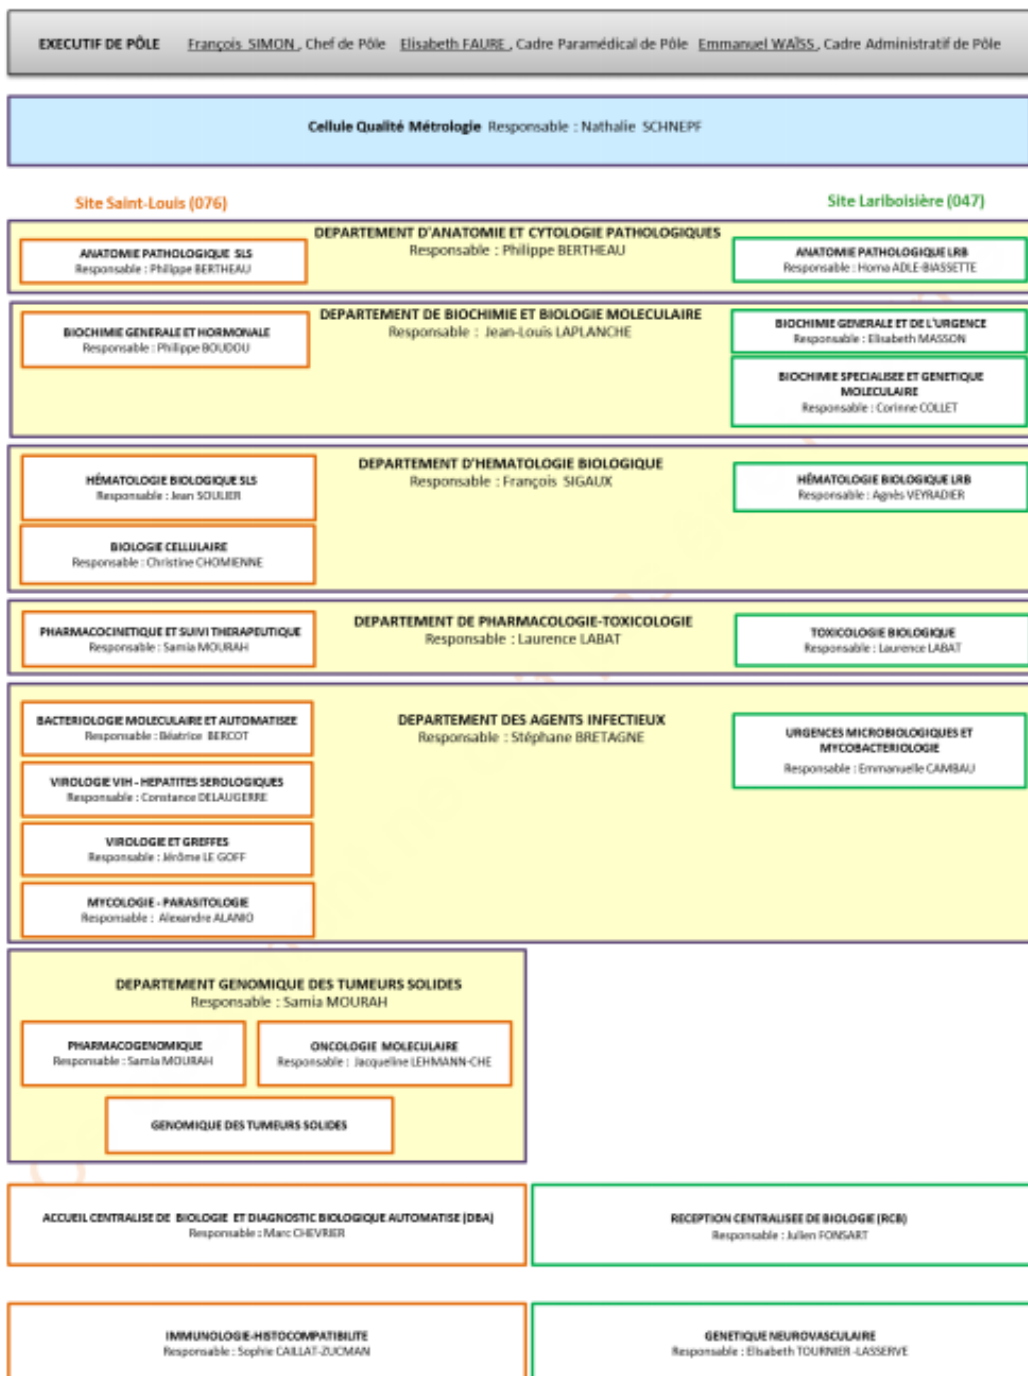 EXECUTIF DE PÔLE François SIMON , Chef de Pôle Elisabeth FAURE , Cadre Paramédical de Pôle Emmanuel WAÏSS , Cadre Administratif de Pôle
Cellule Qualité Métrologie Responsable : Nathalie SCHNEPF
Site Saint-Louis (076)
Site Lariboisière (047)
DEPARTEMENT D'ANATOMIE ET CYTOLOGIE PATHOLOGIQUES
Responsable : Philippe BERTHEAU
ANATOMIE PATHOLOGIQUE SLS
Responsable : Philippe BERTHEAU
ANATOMIE PATHOLOGIQUE LRB
Responsable : Homa ADLE-BIASSETTE
DEPARTEMENT DE BIOCHIMIE ET BIOLOGIE MOLECULAIRE
Responsable : Jean-Louis LAPLANCHE
BIOCHIMIE GENERALE ET HORMONALE
Responsable : Philippe BOUDOU
BIOCHIMIE GENERALE ET DE L'URGENCE
Responsable : Elisabeth MASSON
BIOCHIMIE SPECIALISEE ET GENETIQUE
MOLECULAIRE
Responsable : Corinne COLLET
DEPARTEMENT D'HEMATOLOGIE BIOLOGIQUE
Responsable : François SIGAUX
HÉMATOLOGIE BIOLOGIQUE SLS
Responsable : Jean SOULIER
HÉMATOLOGIE BIOLOGIQUE LRB
Responsable : Agnès VEYRADIER
BIOLOGIE CELLULAIRE
Responsable : Christine CHOMIENNE
DEPARTEMENT DE PHARMACOLOGIE-TOXICOLOGIE
Responsable : Laurence LABAT
PHARMACOCINETIQUE ET SUIVI THERAPEUTIQUE
Responsable : Samia MOURAH
TOXICOLOGIE BIOLOGIQUE
Responsable : Laurence LABAT
DEPARTEMENT DES AGENTS INFECTIEUX
Responsable : Stéphane BRETAGNE
BACTERIOLOGIE MOLECULAIRE ET AUTOMATISEE
Responsable : Béatrice BERCOT
URGENCES MICROBIOLOGIQUES ET
MYCOBACTERIOLOGIE
Responsable : Emmanuelle CAMBAU
VIROLOGIE VIH - HEPATITES SEROLOGIQUES
Responsable : Constance DELAUGERRE
VIROLOGIE ET GREFFES
Responsable : Jérôme LE GOFF
MYCOLOGIE - PARASITOLOGIE
Responsable : Alexandre ALANIO
DEPARTEMENT GENOMIQUE DES TUMEURS SOLIDES
Responsable : Samia MOURAH
PHARMACOGENOMIQUE
Responsable : Samia MOURAH
ONCOLOGIE MOLECULAIRE
Responsable : Jacqueline LEHMANN-CHE
GENOMIQUE DES TUMEURS SOLIDES
ACCUEIL CENTRALISE DE BIOLOGIE ET DIAGNOSTIC BIOLOGIQUE AUTOMATISE (DBA)
Responsable : Marc CHEVRIER
RECEPTION CENTRALISEE DE BIOLOGIE (RCB)
Responsable : Julien FONSART
IMMUNOLOGIE-HISTOCOMPATIBILITE
Responsable : Sophie CAILLAT-ZUCMAN
GENETIQUE NEUROVASCULAIRE
Responsable : Elisabeth TOURNIER -LASSERVE